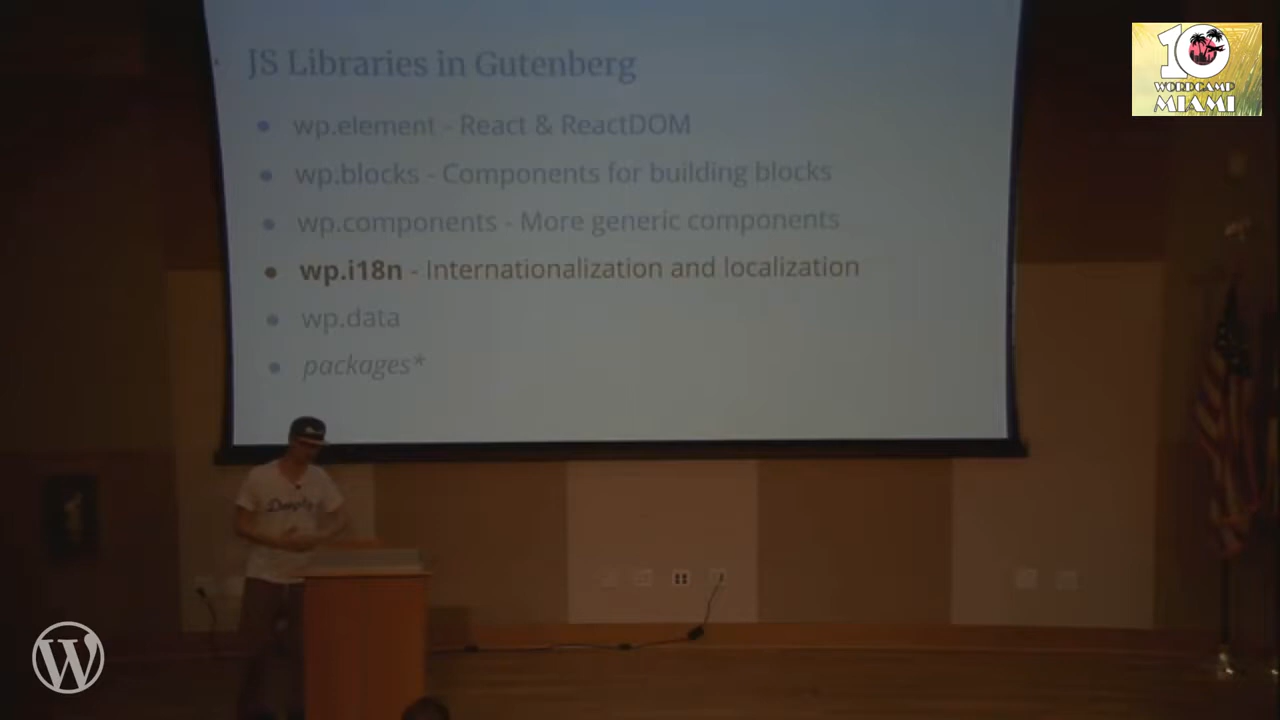 JS Libraries in Gutenberg
wp.element - React & ReactDOM
wp.blocks - Components for building blocks
wp.components - More generic components
wp.i18n - Internationalization and localization
wp.data
packages*
10
WORDCAMP
MIAMI